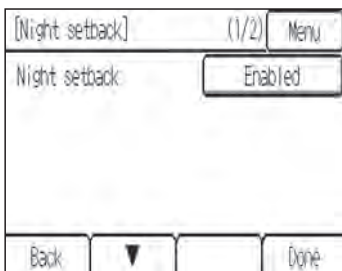 [Night setback] (1/2) Menu
Night setback Enabled
Back ▼ Done